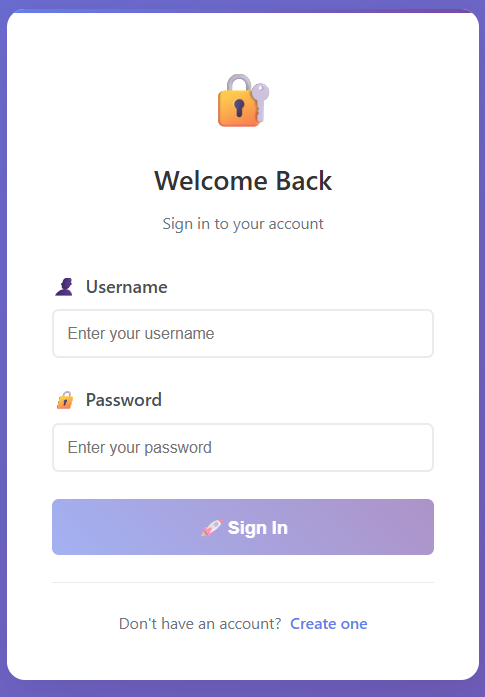 Welcome Back
Sign in to your account
Username
Enter your username
Password
Enter your password
Sign In
Don't have an account? Create one